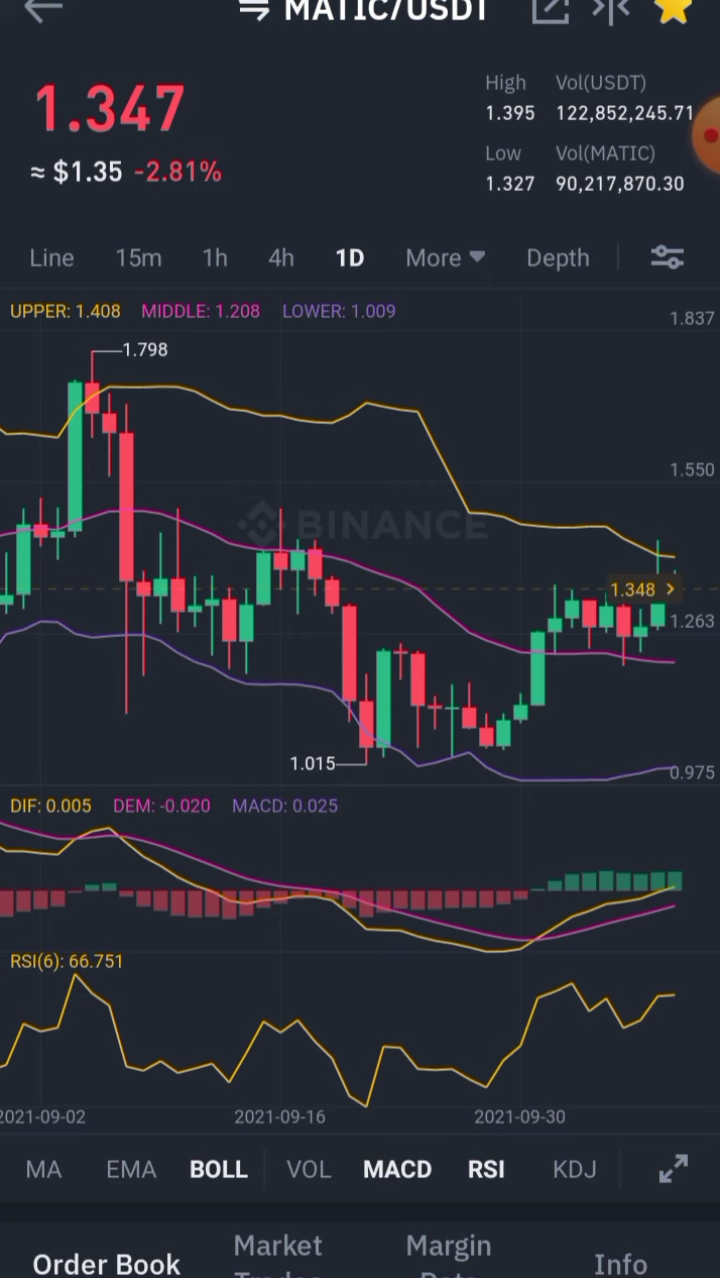 MATIC/USDT
1.347
≈ $1.35 -2.81%
High Vol(USDT)
1.395 122,852,245.71
Low Vol(MATIC)
1.327 90,217,870.30
Line 15m 1h 4h 1D More Depth
UPPER: 1.408 MIDDLE: 1.208 LOWER: 1.009
1.837
1.798
1.550
BINANCE
1.348
1.263
1.015
0.975
DIF: 0.005 DEM: -0.020 MACD: 0.025
RSI(6): 66.751
2021-09-02 2021-09-16 2021-09-30
MA EMA BOLL VOL MACD RSI KDJ
Order Book Market Margin Info